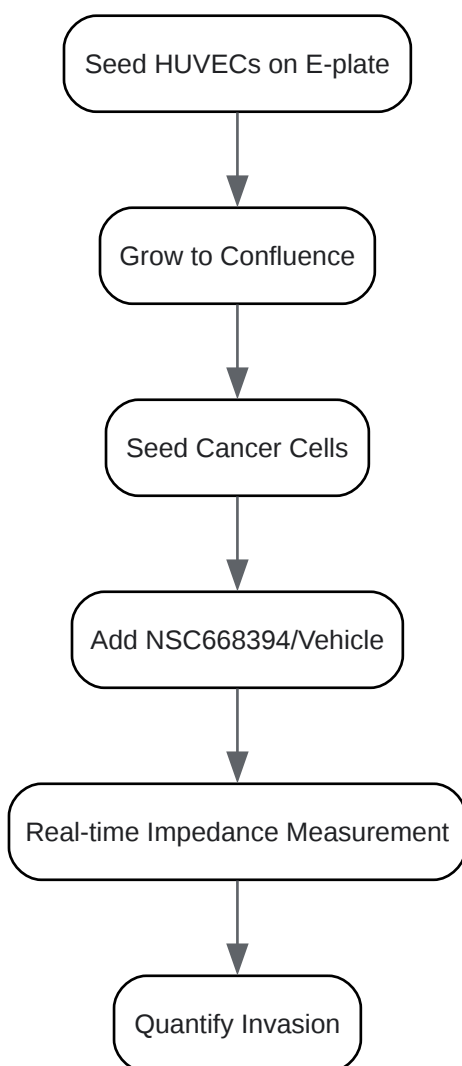 Seed HUVECs on E-plate
Grow to Confluence
Seed Cancer Cells
Add NSC668394/Vehicle
Real-time Impedance Measurement
Quantify Invasion